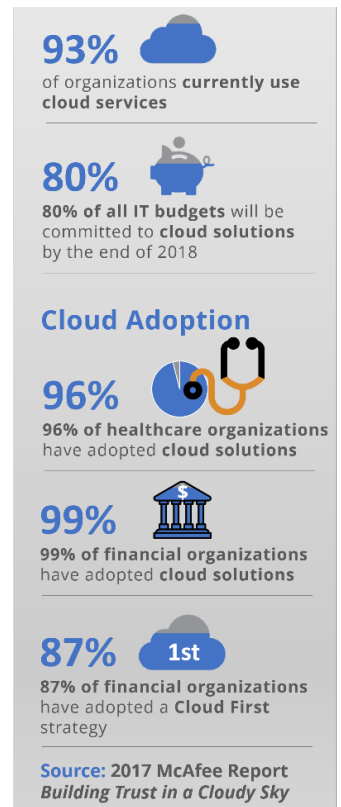 93%
of organizations currently use
cloud services
80%
80% of all IT budgets will be
committed to cloud solutions
by the end of 2018
Cloud Adoption
96%
96% of healthcare organizations
have adopted cloud solutions
$
99%
99% of financial organizations
have adopted cloud solutions
87%
1st
87% of financial organizations
have adopted a Cloud First
strategy
Source: 2017 McAfee Report
Building Trust in a Cloudy Sky